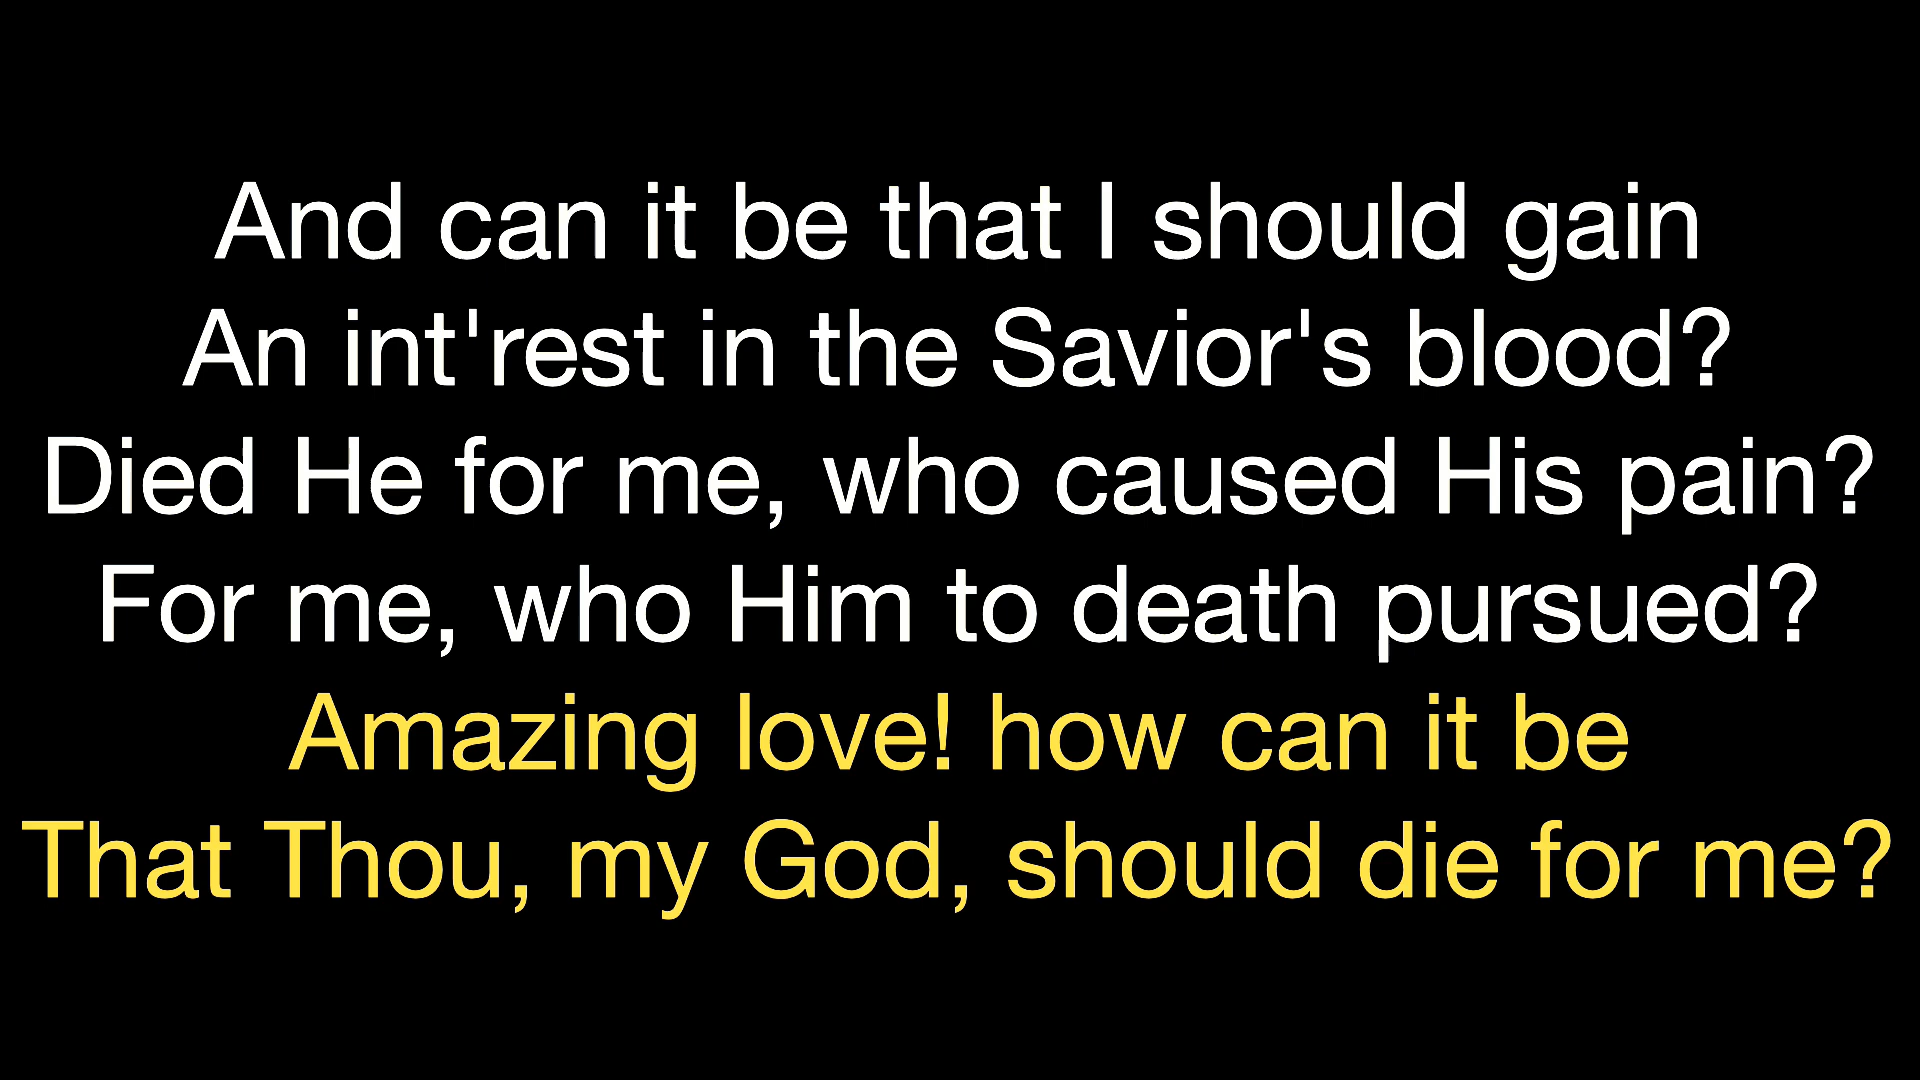 And can it be that I should gain
An int'rest in the Savior's blood?
Died He for me, who caused His pain?
For me, who Him to death pursued?
Amazing love! how can it be
That Thou, my God, should die for me?